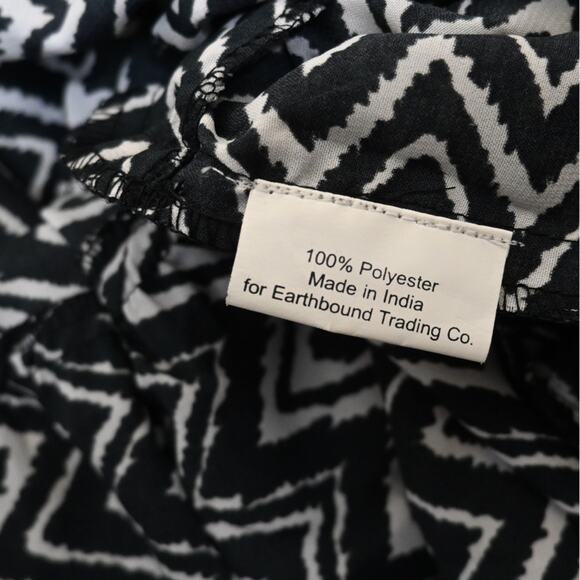 100% Polyester
Made in India
for Earthbound Trading Co.